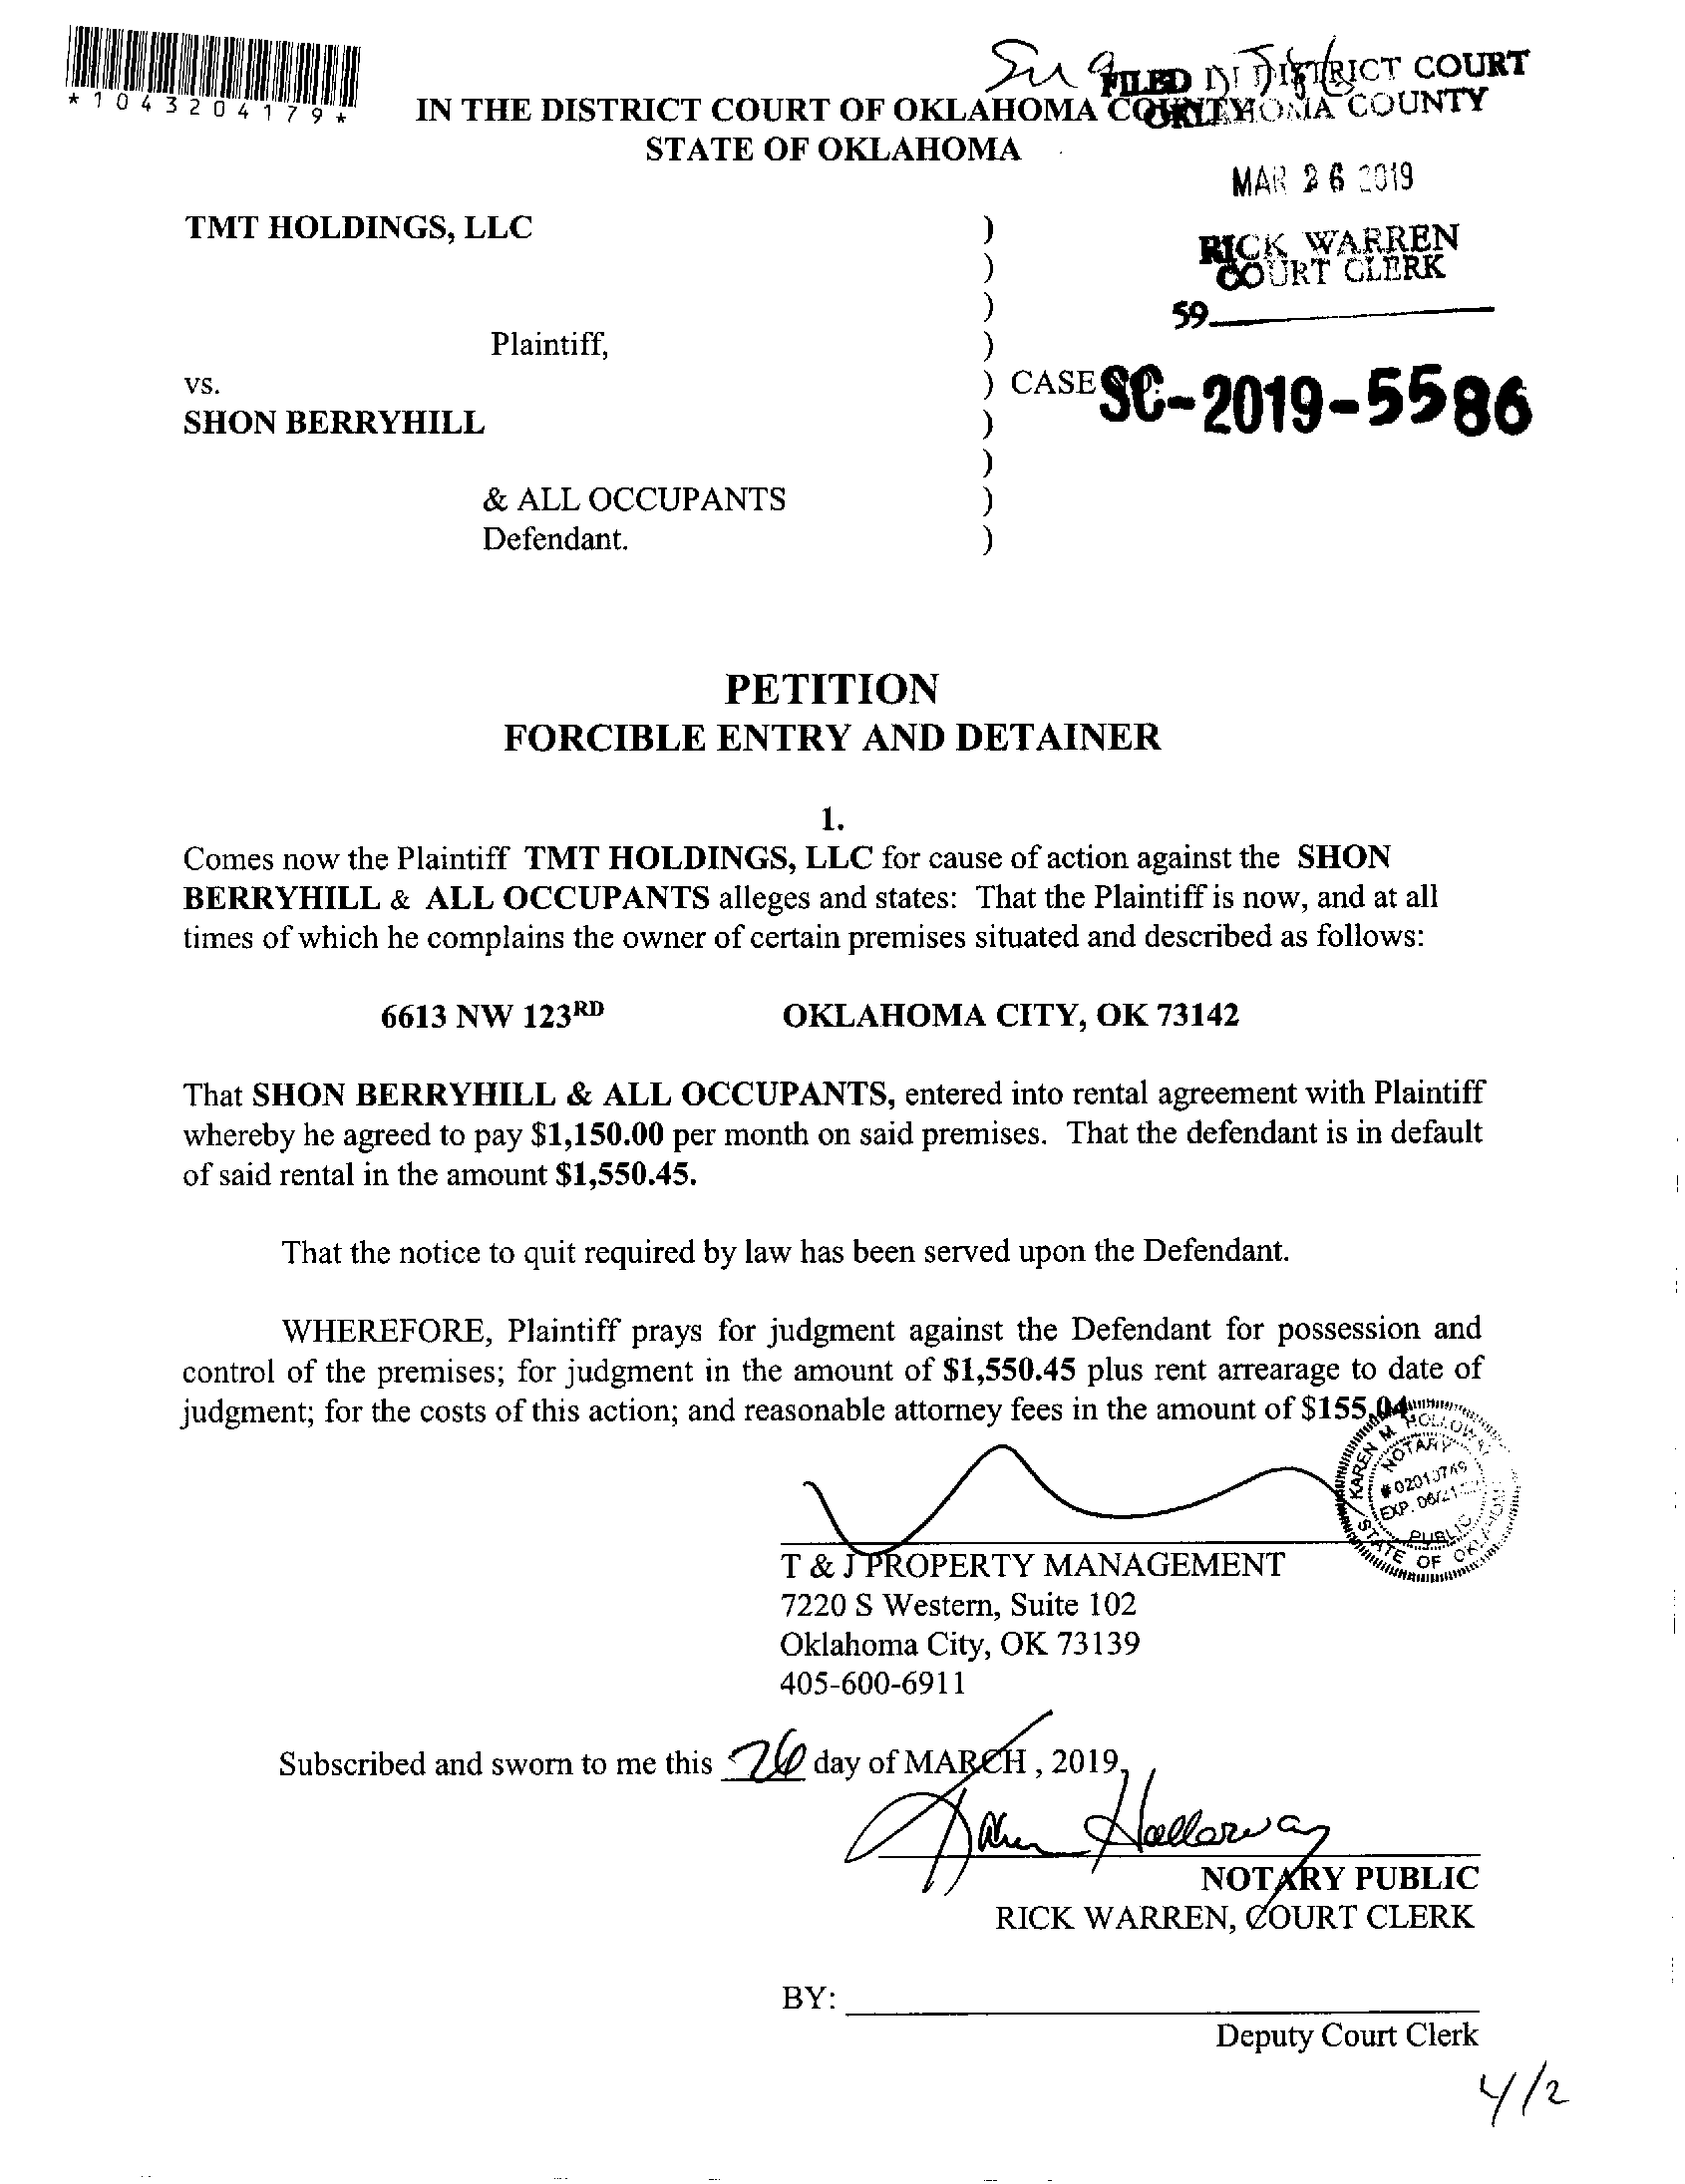 *1043204179*
FILED IN DISTRICT COURT
IN THE DISTRICT COURT OF OKLAHOMA COUNTY
OKLAHOMA COUNTY
STATE OF OKLAHOMA
MAR 26 2019
TMT HOLDINGS, LLC )
)
RICK WARREN
COURT CLERK
)
59
Plaintiff, )
vs. ) CASE
SC-2019-5586
SHON BERRYHILL )
)
& ALL OCCUPANTS )
Defendant. )
PETITION
FORCIBLE ENTRY AND DETAINER
1.
Comes now the Plaintiff TMT HOLDINGS, LLC for cause of action against the SHON
BERRYHILL & ALL OCCUPANTS alleges and states: That the Plaintiff is now, and at all
times of which he complains the owner of certain premises situated and described as follows:
6613 NW 123RD OKLAHOMA CITY, OK 73142
That SHON BERRYHILL & ALL OCCUPANTS, entered into rental agreement with Plaintiff
whereby he agreed to pay $1,150.00 per month on said premises. That the defendant is in default
of said rental in the amount $1,550.45.
That the notice to quit required by law has been served upon the Defendant.
WHEREFORE, Plaintiff prays for judgment against the Defendant for possession and
control of the premises; for judgment in the amount of $1,550.45 plus rent arrearage to date of
judgment; for the costs of this action; and reasonable attorney fees in the amount of $155.04
KAREN M. HOLLOWAY
NOTARY
EXP. 06/21
PUBLIC
STATE OF OKLAHOMA
T & J PROPERTY MANAGEMENT
7220 S Western, Suite 102
Oklahoma City, OK 73139
405-600-6911
Subscribed and sworn to me this 26 day of MARCH , 2019,
Karen Holloway
NOTARY PUBLIC
RICK WARREN, COURT CLERK
BY:
Deputy Court Clerk
4/2